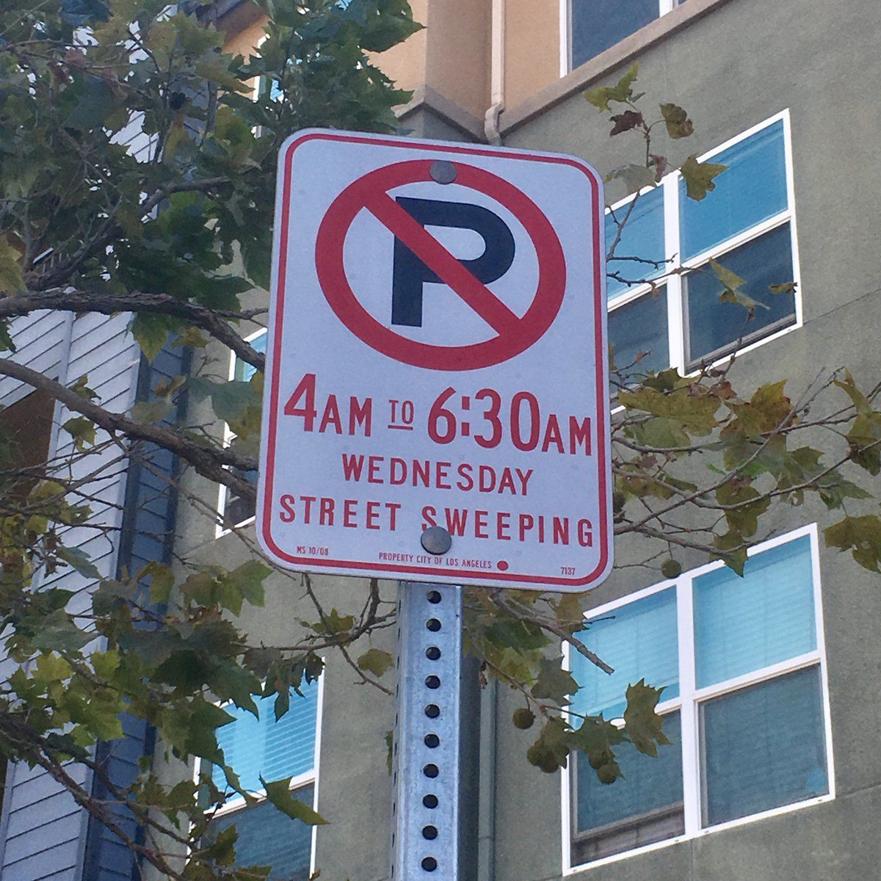 P
4AM TO 6:30AM
WEDNESDAY
STREET SWEEPING
MS 10/08 PROPERTY CITY OF LOS ANGELES 7137